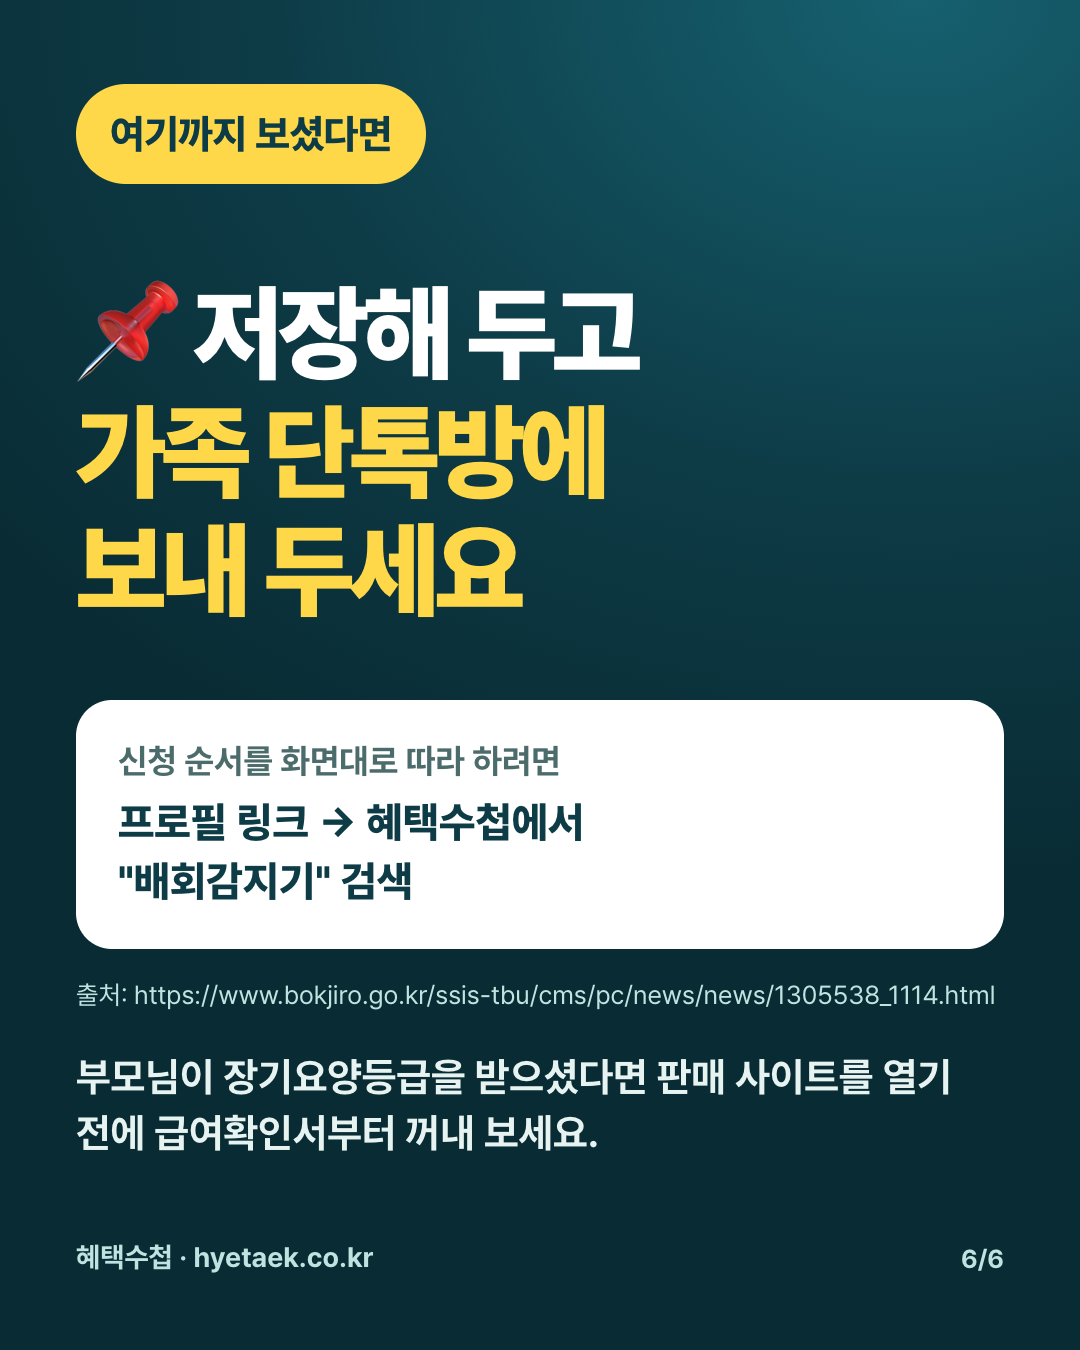 여기까지 보셨다면
저장해 두고
가족 단톡방에
보내 두세요
신청 순서를 화면대로 따라 하려면
프로필 링크 → 혜택수첩에서
"배회감지기" 검색
출처: https://www.bokjiro.go.kr/ssis-tbu/cms/pc/news/news/1305538_1114.html
부모님이 장기요양등급을 받으셨다면 판매 사이트를 열기
전에 급여확인서부터 꺼내 보세요.
혜택수첩 · hyetaek.co.kr
6/6